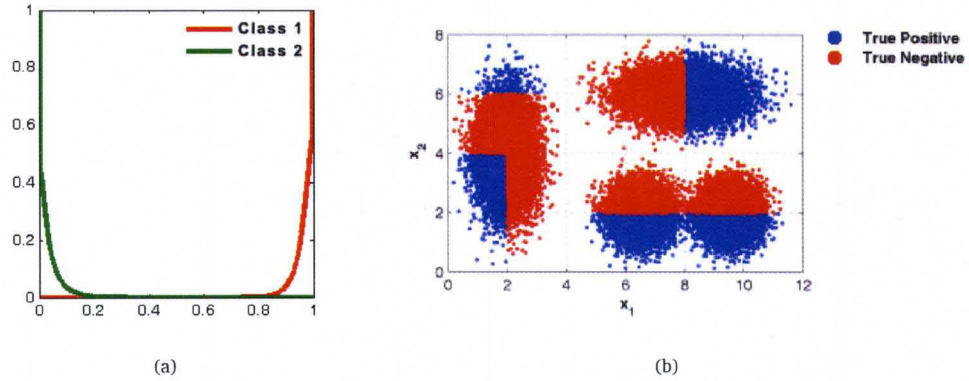 1
0.8
0.6
0.4
0.2
0
0 0.2 0.4 0.6 0.8 1
Class 1
Class 2
(a)
8
6
4
2
0
x2
0 2 4 6 8 10 12
x1
True Positive
True Negative
(b)